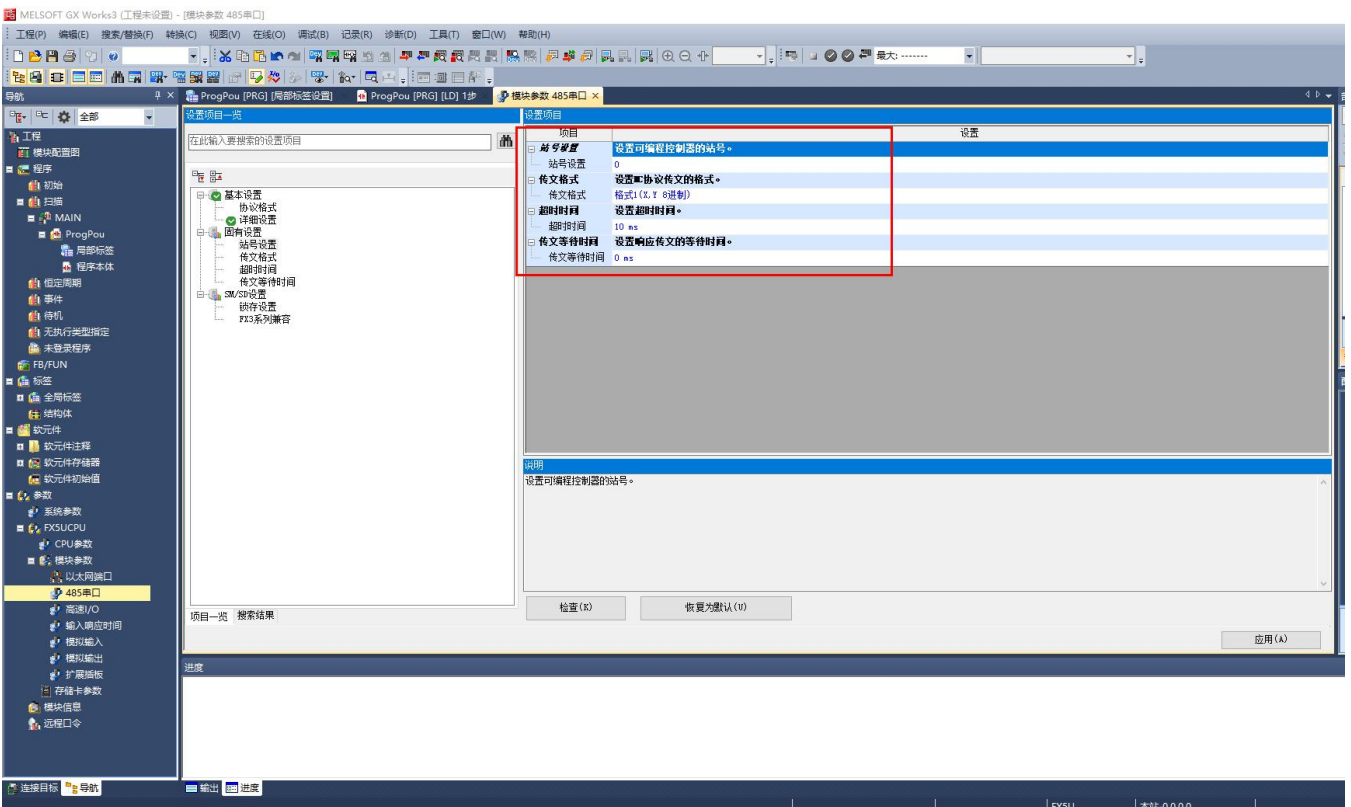 MELSOFT GX Works3 (工程未设置) - [模块参数 485串口]
工程(P) 编辑(E) 搜索/替换(F) 转换(C) 视图(V) 在线(O) 调试(B) 记录(R) 诊断(D) 工具(T) 窗口(W) 帮助(H)
最大: -------
导航
ProgPou [PRG] [局部标签设置]
ProgPou [PRG] [LD] 1步
模块参数 485串口
全部
工程
模块配置图
程序
初始
扫描
MAIN
ProgPou
局部标签
程序本体
恒定周期
事件
待机
无执行类型指定
未登录程序
FB/FUN
标签
全局标签
结构体
软元件
软元件注释
软元件存储器
软元件初始值
参数
系统参数
FX5UCPU
CPU参数
模块参数
以太网端口
485串口
高速I/O
输入响应时间
模拟输入
模拟输出
扩展插板
存储卡参数
模块信息
远程口令
连接目标 导航
设置项目一览
在此输入要搜索的设置项目
基本设置
协议格式
详细设置
固有设置
站号设置
传文格式
超时时间
传文等待时间
SM/SD设置
锁存设置
FX3系列兼容
项目一览 搜索结果
设置项目
项目 设置
站号设置 设置可编程控制器的站号。
站号设置 0
传文格式 设置MC协议传文的格式。
传文格式 格式1(X,Y 8进制)
超时时间 设置超时时间。
超时时间 10 ms
传文等待时间 设置响应传文的等待时间。
传文等待时间 0 ms
说明
设置可编程控制器的站号。
检查(K) 恢复为默认(U)
应用(A)
进度
输出 进度
FX5U 本站-0.0.0.0